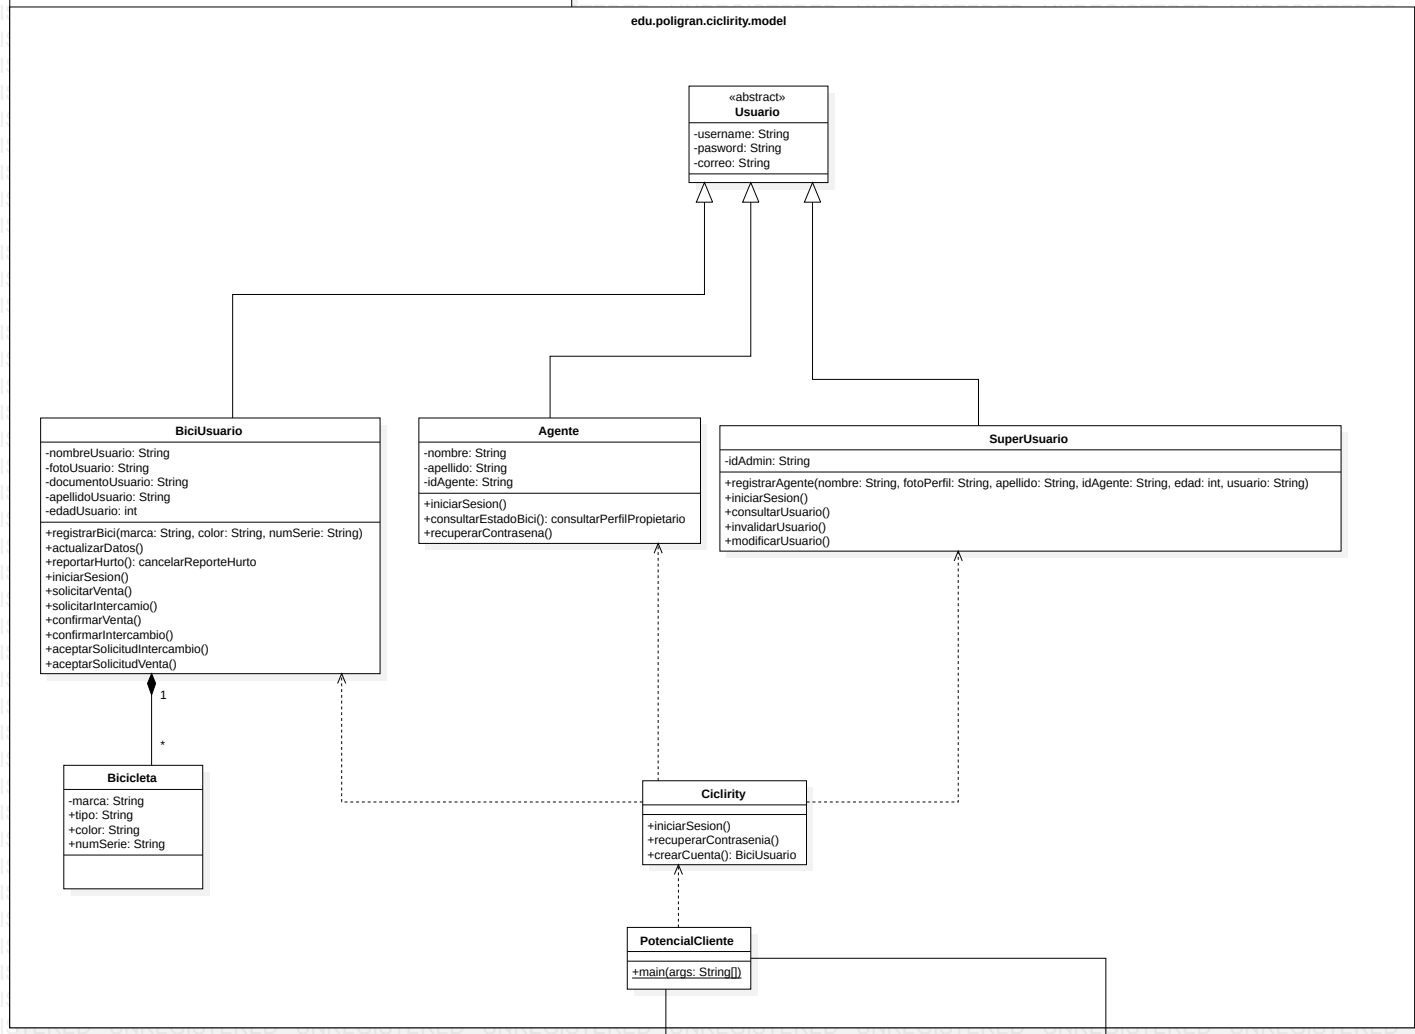 edu.poligran.ciclirity.model
«abstract»
Usuario
-username: String
-pasword: String
-correo: String
BiciUsuario
-nombreUsuario: String
-fotoUsuario: String
-documentoUsuario: String
-apellidoUsuario: String
-edadUsuario: int
+registrarBici(marca: String, color: String, numSerie: String)
+actualizarDatos()
+reportarHurto(): cancelarReporteHurto
+iniciarSesion()
+solicitarVenta()
+solicitarIntercamio()
+confirmarVenta()
+confirmarIntercambio()
+aceptarSolicitudIntercambio()
+aceptarSolicitudVenta()
Agente
-nombre: String
-apellido: String
-idAgente: String
+iniciarSesion()
+consultarEstadoBici(): consultarPerfilPropietario
+recuperarContrasena()
SuperUsuario
-idAdmin: String
+registrarAgente(nombre: String, fotoPerfil: String, apellido: String, idAgente: String, edad: int, usuario: String)
+iniciarSesion()
+consultarUsuario()
+invalidarUsuario()
+modificarUsuario()
1
*
Bicicleta
-marca: String
+tipo: String
+color: String
+numSerie: String
Ciclirity
+iniciarSesion()
+recuperarContrasenia()
+crearCuenta(): BiciUsuario
PotencialCliente
+main(args: String[])